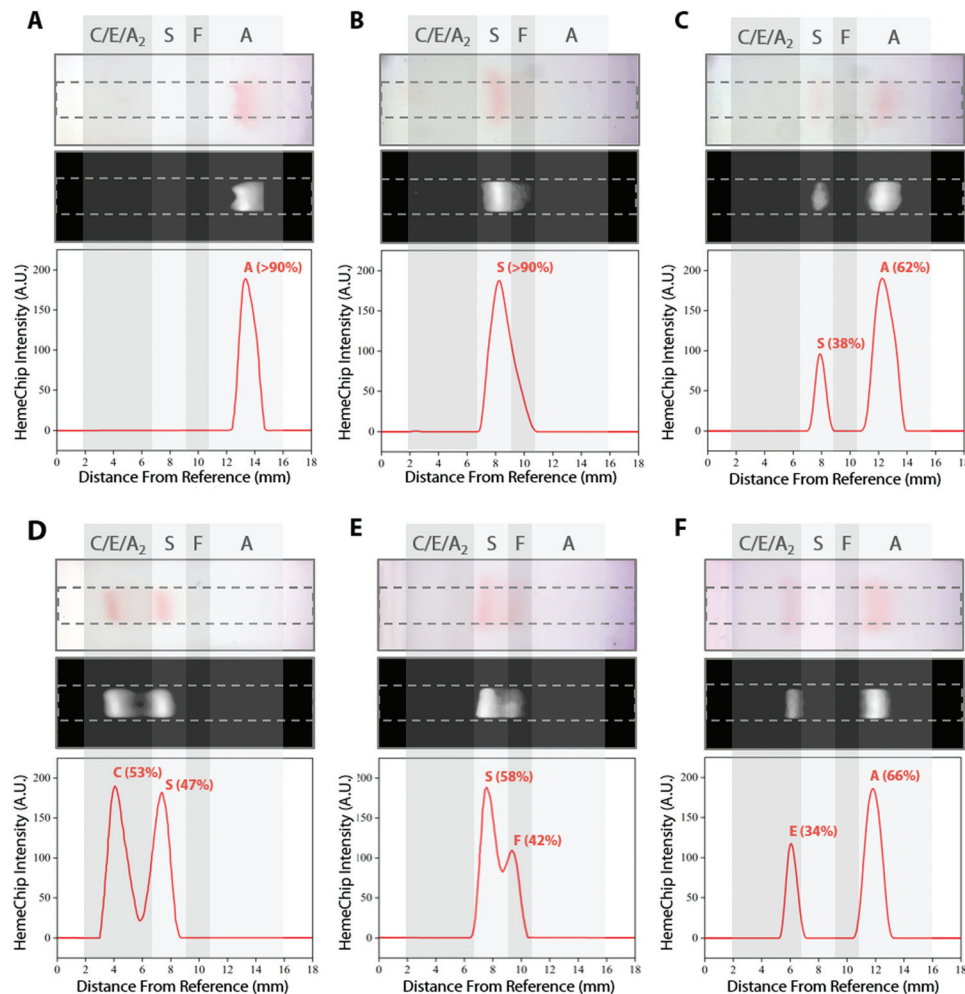 A
C/E/A₂ S F A
HemeChip Intensity (A.U.)
200
150
100
50
0
A (>90%)
0 2 4 6 8 10 12 14 16 18
Distance From Reference (mm)
B
C/E/A₂ S F A
HemeChip Intensity (A.U.)
200
150
100
50
0
S (>90%)
0 2 4 6 8 10 12 14 16 18
Distance From Reference (mm)
C
C/E/A₂ S F A
HemeChip Intensity (A.U.)
200
150
100
50
0
S (38%)
A (62%)
0 2 4 6 8 10 12 14 16 18
Distance From Reference (mm)
D
C/E/A₂ S F A
HemeChip Intensity (A.U.)
200
150
100
50
0
C (53%)
S (47%)
0 2 4 6 8 10 12 14 16 18
Distance From Reference (mm)
E
C/E/A₂ S F A
HemeChip Intensity (A.U.)
200
150
100
50
0
S (58%)
F (42%)
0 2 4 6 8 10 12 14 16 18
Distance From Reference (mm)
F
C/E/A₂ S F A
HemeChip Intensity (A.U.)
200
150
100
50
0
E (34%)
A (66%)
0 2 4 6 8 10 12 14 16 18
Distance From Reference (mm)